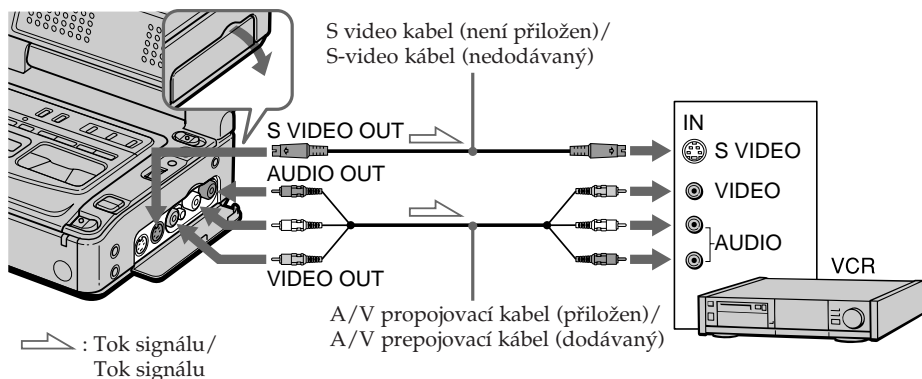 S video kabel (není přiložen)/
S-video kábel (nedodávaný)
IN
S VIDEO OUT
S VIDEO
AUDIO OUT
VIDEO
AUDIO
VIDEO OUT
VCR
A/V propojovací kabel (přiložen)/
A/V prepojovací kábel (dodávaný)
: Tok signálu/
Tok signálu